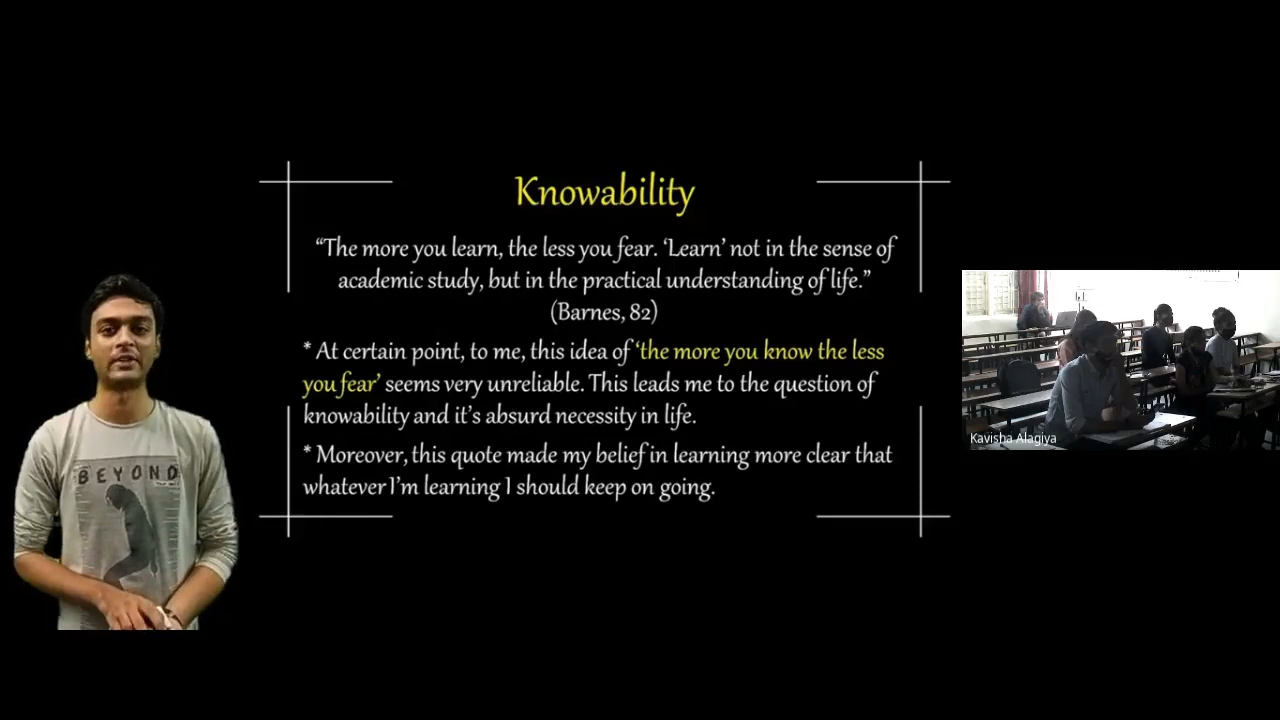 Knowability
“The more you learn, the less you fear. ‘Learn’ not in the sense of
academic study, but in the practical understanding of life.”
(Barnes, 82)
* At certain point, to me, this idea of ‘the more you know the less
you fear’ seems very unreliable. This leads me to the question of
knowability and it’s absurd necessity in life.
* Moreover, this quote made my belief in learning more clear that
whatever I’m learning I should keep on going.
BEYOND
Kavisha Alagiya